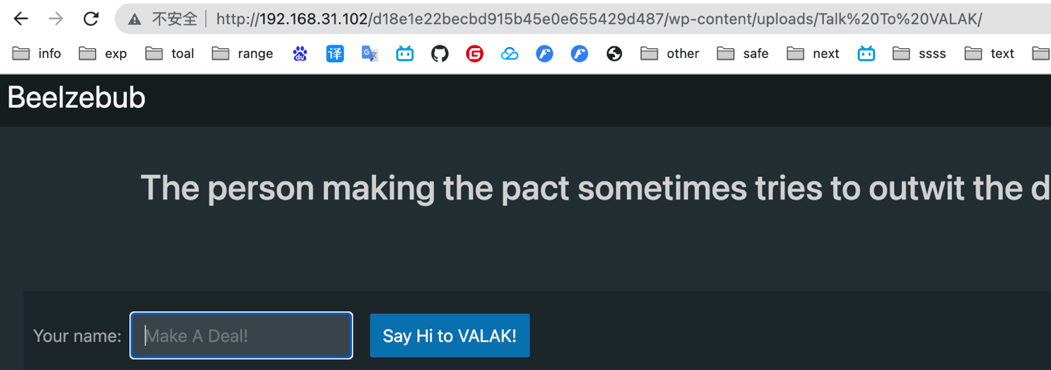 不安全 http://192.168.31.102/d18e1e22becbd915b45e0e655429d487/wp-content/uploads/Talk%20To%20VALAK/
info exp toal range du 译 G other safe next ssss text
Beelzebub
The person making the pact sometimes tries to outwit the d
Your name: Make A Deal! Say Hi to VALAK!